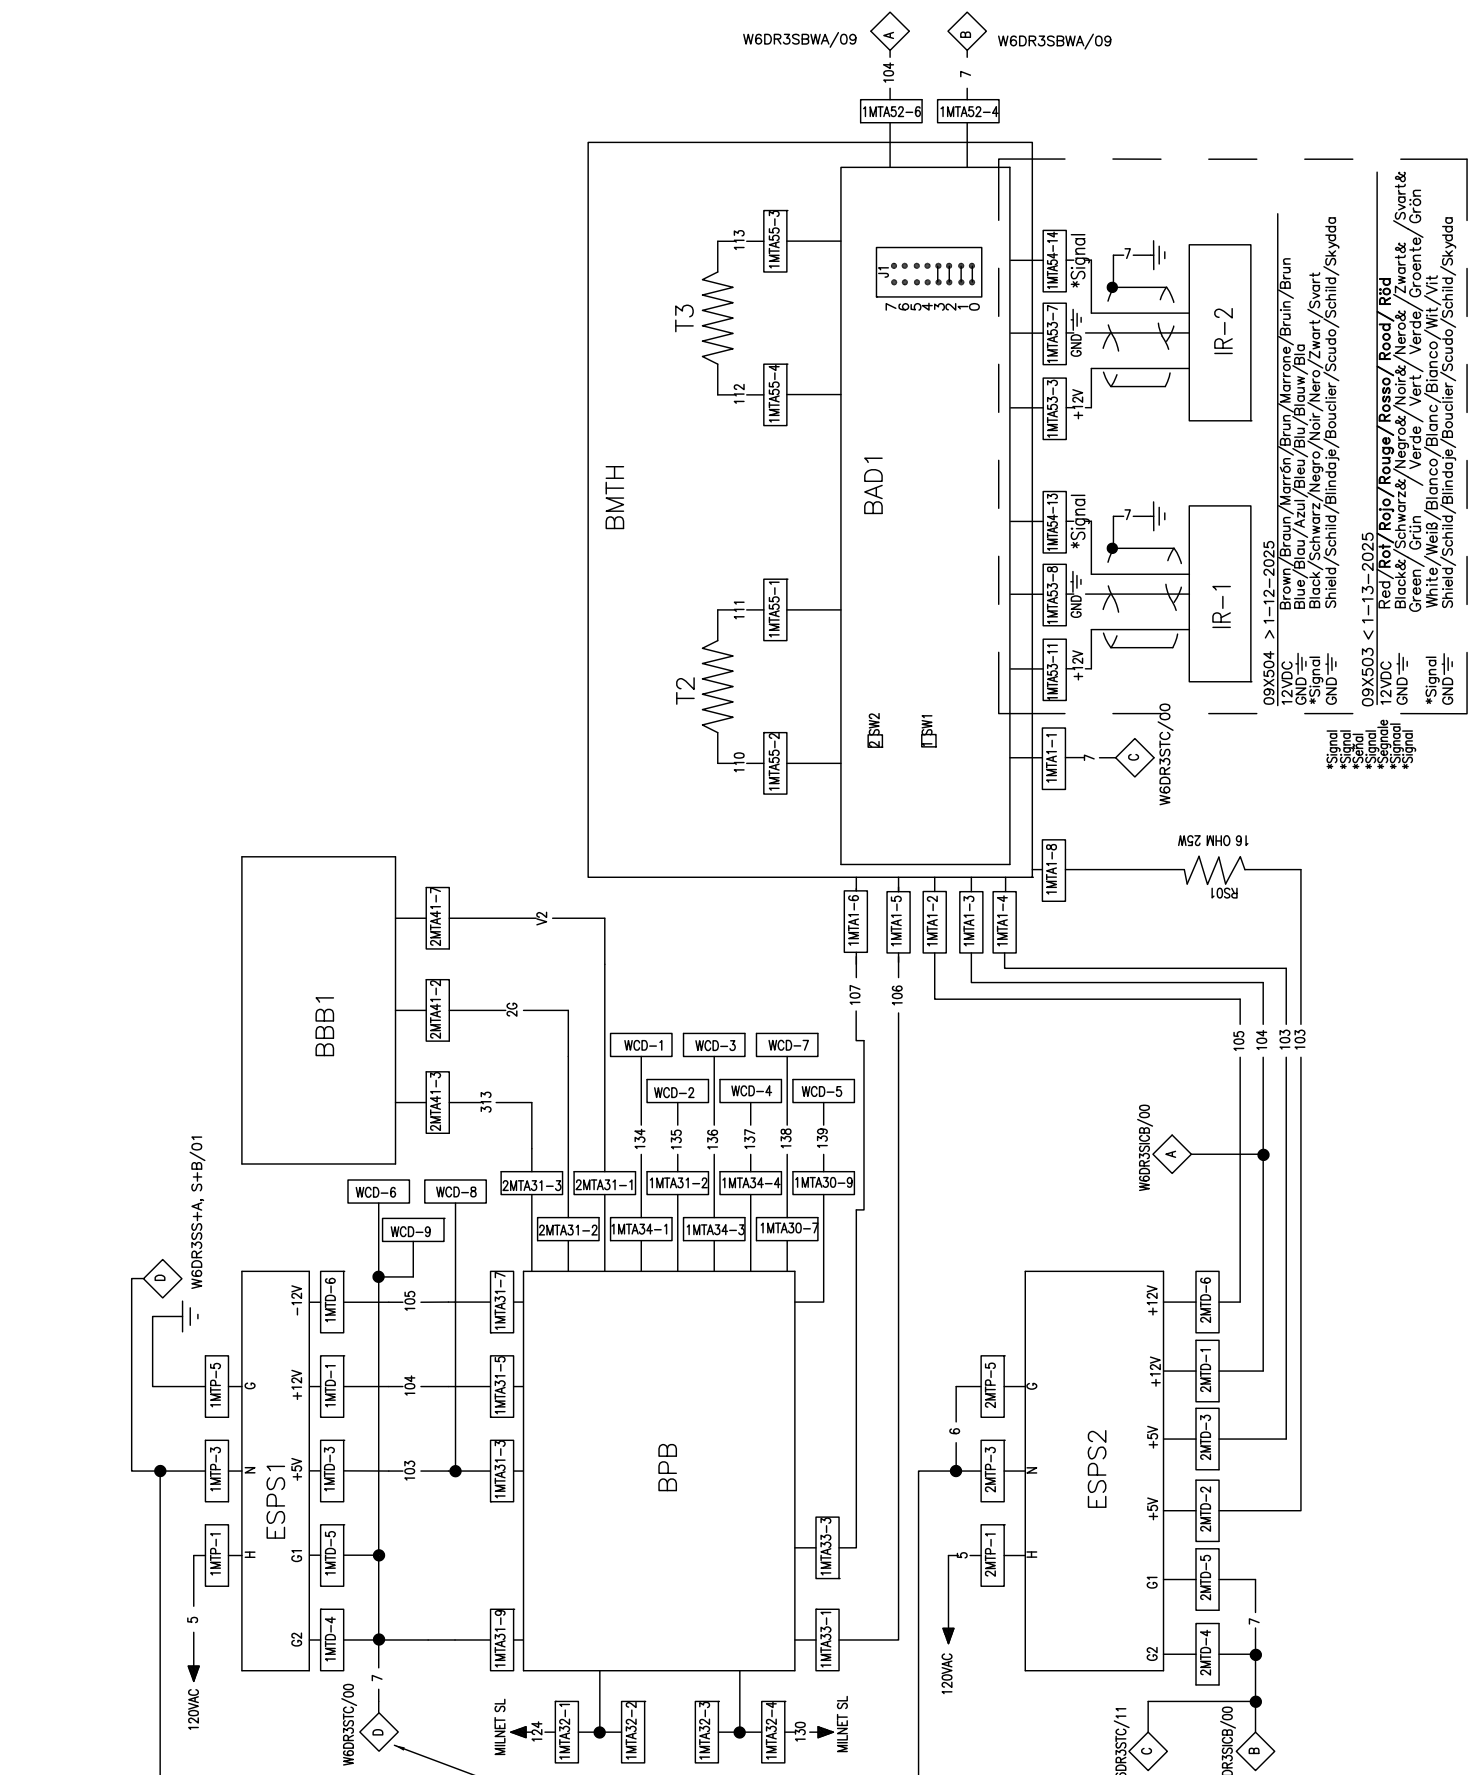 W6DR3SBWA/09
A
B
W6DR3SBWA/09
104
7
1MTA52-6
1MTA52-4
BMTH
T3
113
1MTA55-3
112
1MTA55-4
T2
111
1MTA55-1
110
1MTA55-2
BAD1
J1
7
6
5
4
3
2
1
0
2 SW2
1 SW1
1MTA54-14
*Signal
1MTA53-7
GND
1MTA53-3
+12V
7
IR-2
1MTA54-13
*Signal
1MTA53-8
GND
1MTA53-11
+12V
7
IR-1
09X504 > 1-12-2025
12VDC Brown/Braun/Marrón/Brun/Marrone/Bruin/Brun
GND Blue/Blau/Azul/Bleu/Blu/Blauw/Bla
*Signal Black/Schwarz/Negro/Noir/Nero/Zwart/Svart
GND Shield/Schild/Blindaje/Bouclier/Scudo/Schild/Skydda
09X503 < 1-13-2025
12VDC Red/Rot/Rojo/Rouge/Rosso/Rood/Röd
GND Black&/Schwarz&/Negro&/Noir&/Nero&/Zwart&/Svart&
Green/Grün/Verde/Vert/Verde/Groente/Grön
*Signal White/Weiß/Blanco/Blanc/Bianco/Wit/Vit
GND Shield/Schild/Blindaje/Bouclier/Scudo/Schild/Skydda
*Signal
*Signal
*Señal
*Signal
*Segnale
*Signaal
*Signal
1MTA1-1
7
C
W6DR3STC/00
1MTA1-8
16 OHM 25W
RS01
1MTA1-6
1MTA1-5
1MTA1-2
1MTA1-3
1MTA1-4
107
106
105
104
103
103
BBB1
2MTA41-7
V2
2MTA41-2
2G
2MTA41-3
313
WCD-1
WCD-3
WCD-7
WCD-2
WCD-4
WCD-5
134
135
136
137
138
139
2MTA31-3
2MTA31-1
1MTA31-2
1MTA34-4
1MTA30-9
2MTA31-2
1MTA34-1
1MTA34-3
1MTA30-7
WCD-6
WCD-8
WCD-9
W6DR3SS+A, S+B/01
D
ESPS1
1MTP-5
G
1MTP-3
N
1MTP-1
H
5
120VAC
-12V
1MTD-6
105
1MTA31-7
+12V
1MTD-1
104
1MTA31-5
+5V
1MTD-3
103
1MTA31-3
G1
1MTD-5
G2
1MTD-4
1MTA31-9
7
D
W6DR3STC/00
BPB
1MTA33-3
1MTA33-1
MILNET SL
124
1MTA32-1
1MTA32-2
1MTA32-3
1MTA32-4
130
MILNET SL
W6DR3SICB/00
A
ESPS2
2MTP-5
G
6
2MTP-3
N
2MTP-1
H
5
120VAC
+12V
2MTD-6
+12V
2MTD-1
+5V
2MTD-3
+5V
2MTD-2
G1
2MTD-5
G2
2MTD-4
7
6DR3STC/11
C
DR3SICB/00
B